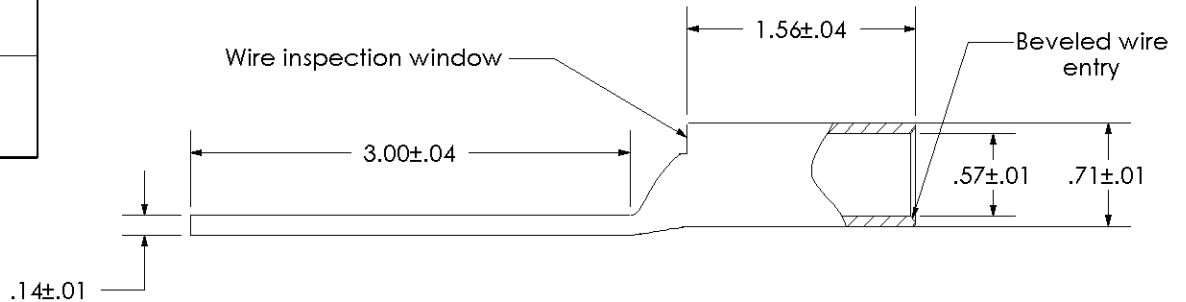 1.56±.04
Wire inspection window
Beveled wire
entry
3.00±.04
.57±.01
.71±.01
.14±.01